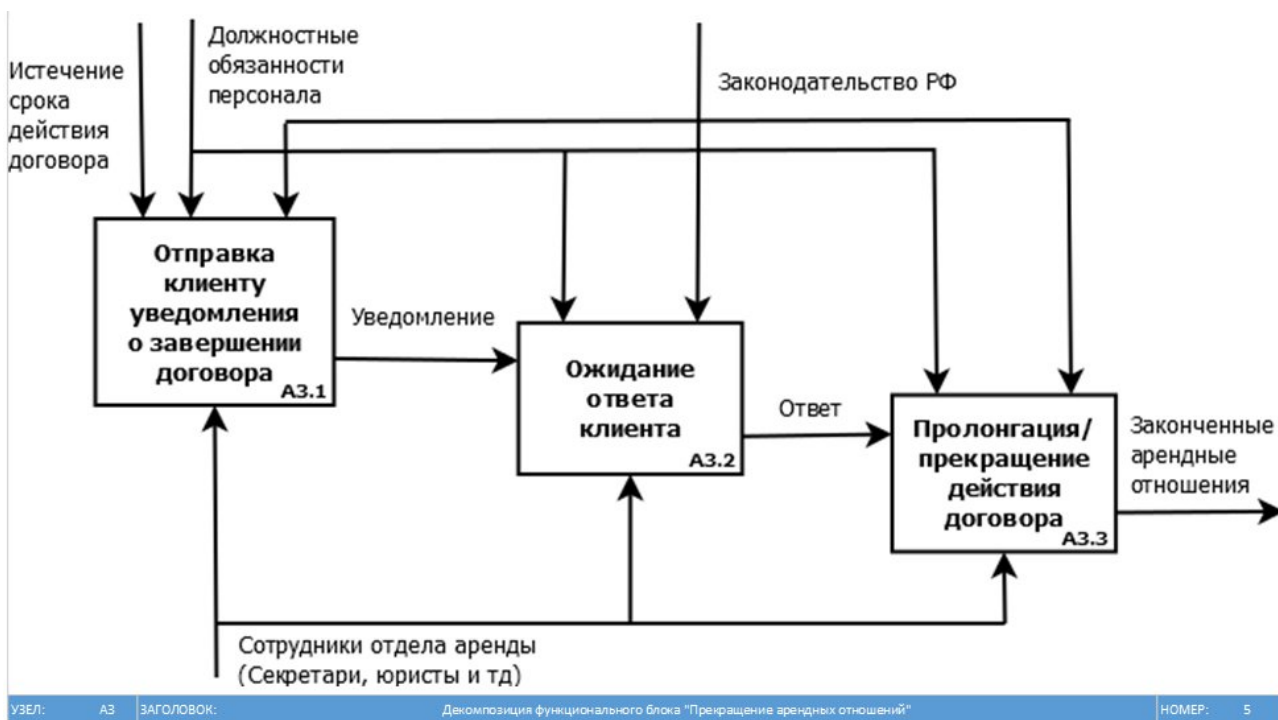 Должностные
обязанности
персонала
Истечение
срока
действия
договора
Законодательство РФ
Отправка
клиенту
уведомления
о завершении
договора
А3.1
Уведомление
Ожидание
ответа
клиента
А3.2
Ответ
Пролонгация/
прекращение
действия
договора
А3.3
Законченные
арендные
отношения
Сотрудники отдела аренды
(Секретари, юристы и тд)
УЗЕЛ: А3 ЗАГОЛОВОК: Декомпозиция функционального блока "Прекращение арендных отношений" НОМЕР: 5